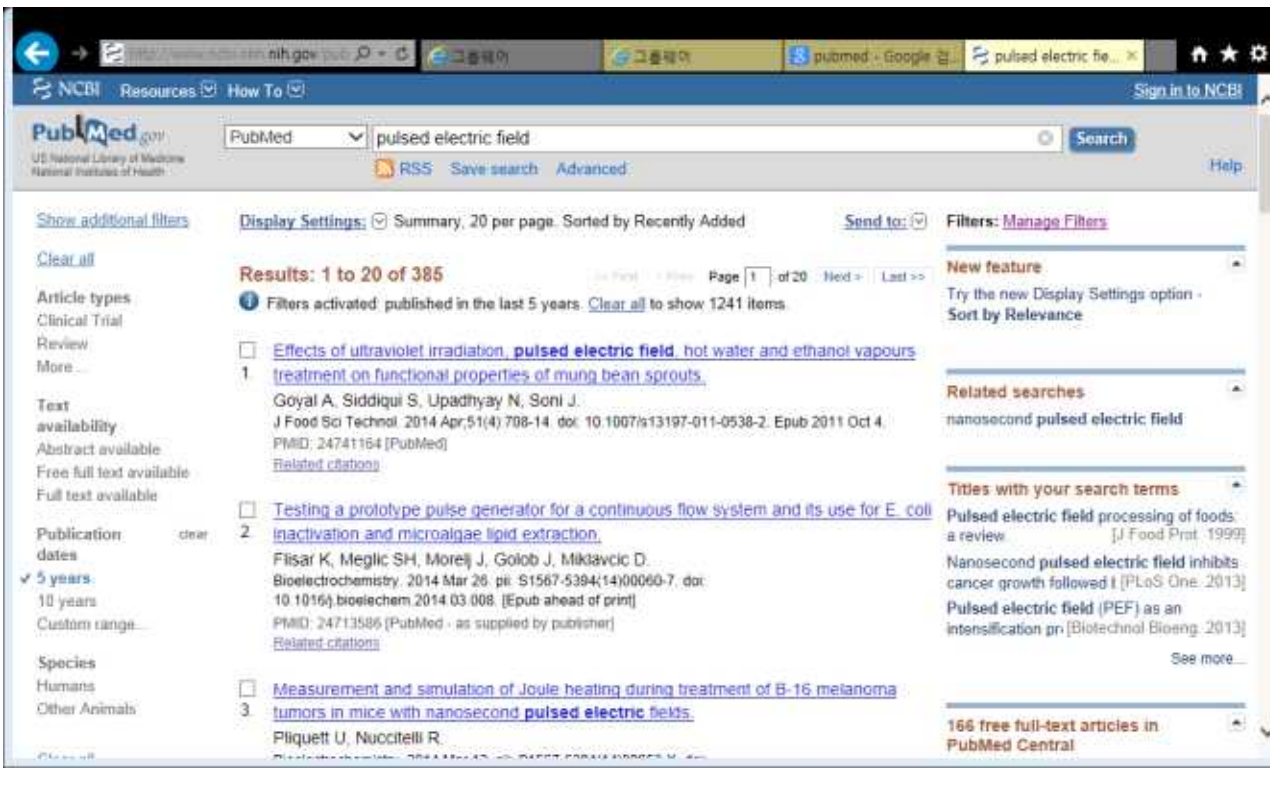 nih.gov
그룹웨어
그룹웨어
pubmed - Google 검...
pulsed electric fie...
NCBI Resources How To
Sign in to NCBI
PubMed.gov
US National Library of Medicine
National Institutes of Health
PubMed
pulsed electric field
Search
RSS Save search Advanced
Help
Show additional filters
Clear all
Article types
Clinical Trial
Review
More ...
Text
availability
Abstract available
Free full text available
Full text available
Publication clear
dates
5 years
10 years
Custom range...
Species
Humans
Other Animals
Clear all
Display Settings: Summary, 20 per page. Sorted by Recently Added
Send to:
Results: 1 to 20 of 385
<< First < Prev Page 1 of 20 Next > Last >>
Filters activated: published in the last 5 years. Clear all to show 1241 items.
Effects of ultraviolet irradiation, pulsed electric field, hot water and ethanol vapours
1. treatment on functional properties of mung bean sprouts.
Goyal A, Siddiqui S, Upadhyay N, Soni J.
J Food Sci Technol. 2014 Apr;51(4):708-14. doi: 10.1007/s13197-011-0538-2. Epub 2011 Oct 4.
PMID: 24741164 [PubMed]
Related citations
Testing a prototype pulse generator for a continuous flow system and its use for E. coli
2. inactivation and microalgae lipid extraction.
Flisar K, Meglic SH, Morelj J, Golob J, Miklavcic D.
Bioelectrochemistry. 2014 Mar 26. pii: S1567-5394(14)00060-7. doi:
10.1016/j.bioelechem.2014.03.008. [Epub ahead of print]
PMID: 24713586 [PubMed - as supplied by publisher]
Related citations
Measurement and simulation of Joule heating during treatment of B-16 melanoma
3. tumors in mice with nanosecond pulsed electric fields.
Pliquett U, Nuccitelli R.
Filters: Manage Filters
New feature
Try the new Display Settings option -
Sort by Relevance
Related searches
nanosecond pulsed electric field
Titles with your search terms
Pulsed electric field processing of foods:
a review. [J Food Prot. 1999]
Nanosecond pulsed electric field inhibits
cancer growth followed t [PLoS One. 2013]
Pulsed electric field (PEF) as an
intensification pr [Biotechnol Bioeng. 2013]
See more...
166 free full-text articles in
PubMed Central